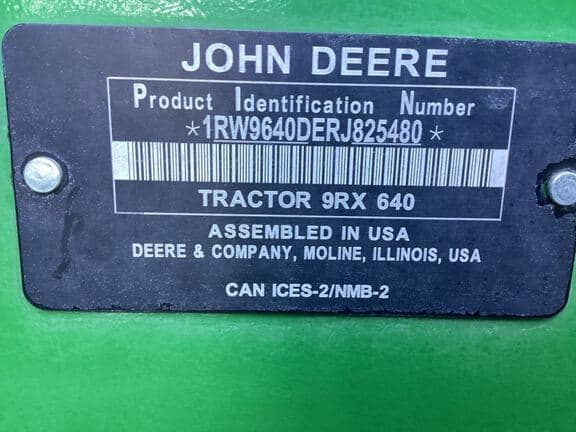 JOHN DEERE
Product Identification Number
*1RW9640DERJ825480*
TRACTOR 9RX 640
ASSEMBLED IN USA
DEERE & COMPANY, MOLINE, ILLINOIS, USA
CAN ICES-2/NMB-2